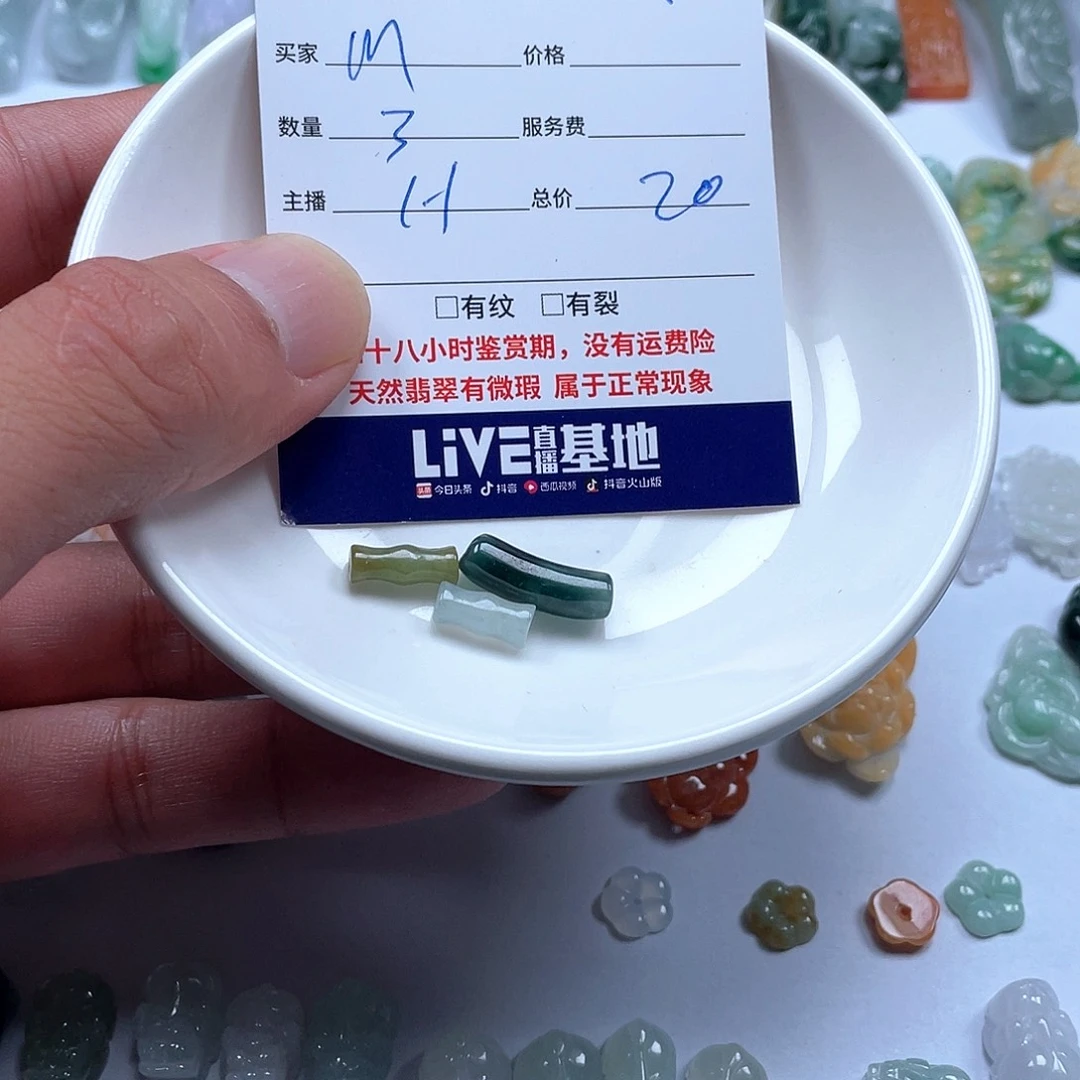 买家 M 价格
数量 3 服务费
主播 H 总价 20
□有纹 □有裂
十八小时鉴赏期，没有运费险
天然翡翠有微瑕 属于正常现象
LiVE直播基地
头条 今日头条 抖音 西瓜视频 抖音火山版